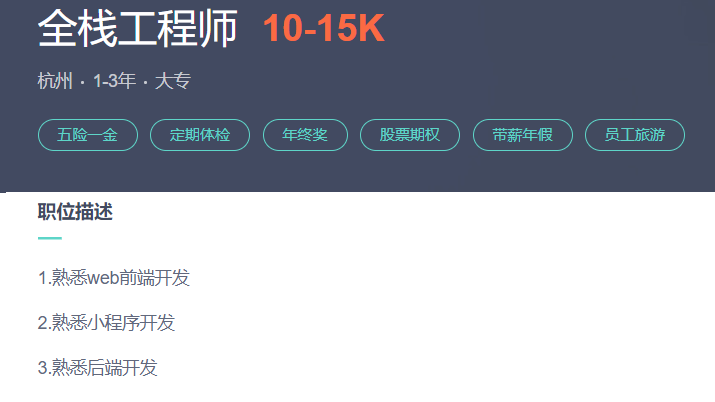 全栈工程师 10-15K
杭州 · 1-3年 · 大专
五险一金 定期体检 年终奖 股票期权 带薪年假 员工旅游
职位描述
1.熟悉web前端开发
2.熟悉小程序开发
3.熟悉后端开发